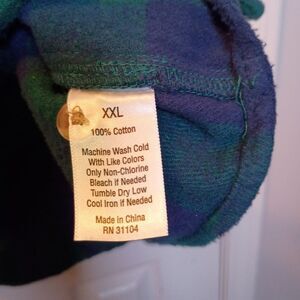 XXL
100% Cotton
Machine Wash Cold
With Like Colors
Only Non-Chlorine
Bleach if Needed
Tumble Dry Low
Cool Iron if Needed
Made in China
RN 31104